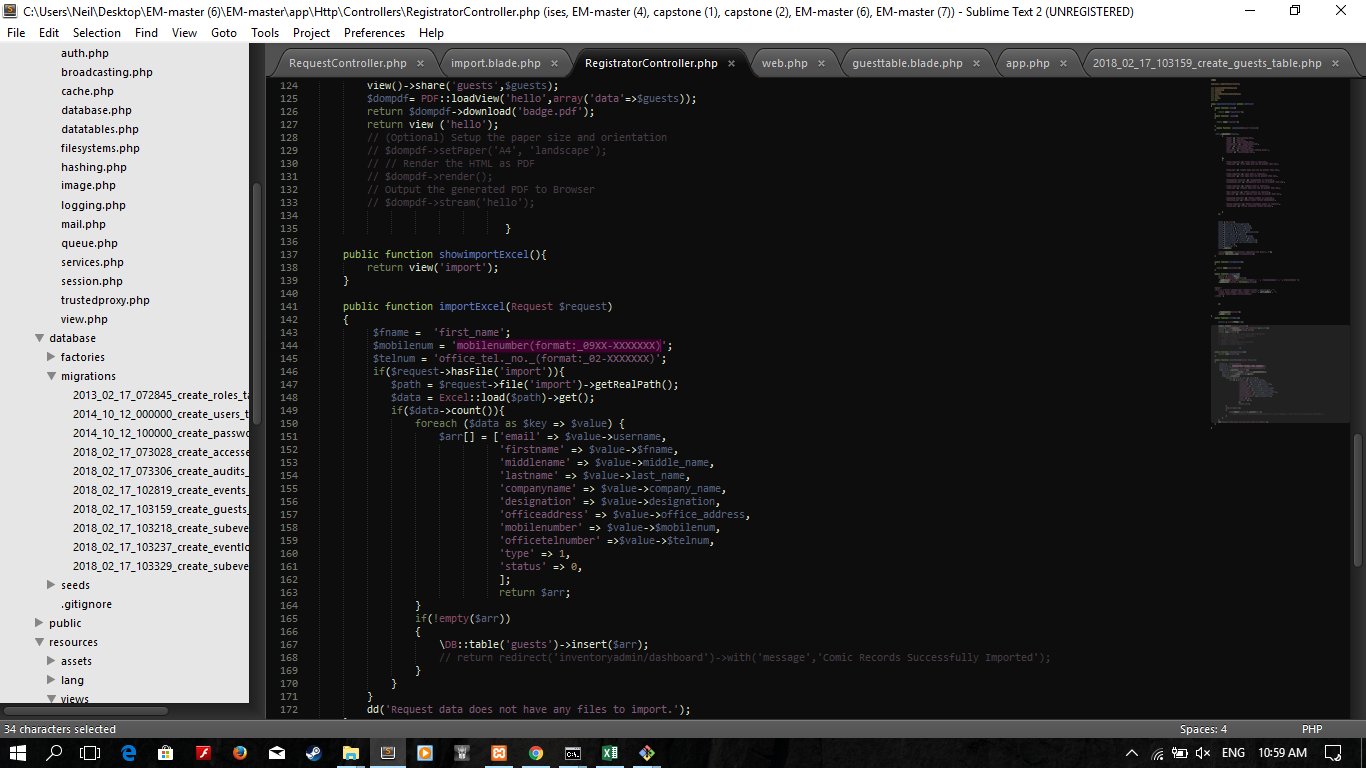 C:\Users\Neil\Desktop\EM-master (6)\EM-master\app\Http\Controllers\RegistratorController.php (ises, EM-master (4), capstone (1), capstone (2), EM-master (6), EM-master (7)) - Sublime Text 2 (UNREGISTERED)
File Edit Selection Find View Goto Tools Project Preferences Help
RequestController.php × import.blade.php × RegistratorController.php × web.php × guesttable.blade.php × app.php × 2018_02_17_103159_create_guests_table.php ×
auth.php
broadcasting.php
cache.php
database.php
datatables.php
filesystems.php
hashing.php
image.php
logging.php
mail.php
queue.php
services.php
session.php
trustedproxy.php
view.php
database
factories
migrations
2013_02_17_072845_create_roles_ta
2014_10_12_000000_create_users_t
2014_10_12_100000_create_passwo
2018_02_17_073028_create_accesse
2018_02_17_073306_create_audits_
2018_02_17_102819_create_events_
2018_02_17_103159_create_guests_
2018_02_17_103218_create_subeve
2018_02_17_103237_create_eventlo
2018_02_17_103329_create_subeve
seeds
.gitignore
public
resources
assets
lang
views
124 view()->share('guests',$guests);
125 $dompdf= PDF::loadView('hello',array('data'=>$guests));
126 return $dompdf->download('badge.pdf');
127 return view ('hello');
128 // (Optional) Setup the paper size and orientation
129 // $dompdf->setPaper('A4', 'landscape');
130 // // Render the HTML as PDF
131 // $dompdf->render();
132 // Output the generated PDF to Browser
133 // $dompdf->stream('hello');
134
135 }
136
137 public function showimportExcel(){
138 return view('import');
139 }
140
141 public function importExcel(Request $request)
142 {
143 $fname = 'first_name';
144 $mobilenum = 'mobilenumber(format:_09XX-XXXXXXX)';
145 $telnum = 'office_tel._no._(format:_02-XXXXXXX)';
146 if($request->hasFile('import')){
147 $path = $request->file('import')->getRealPath();
148 $data = Excel::load($path)->get();
149 if($data->count()){
150 foreach ($data as $key => $value) {
151 $arr[] = ['email' => $value->username,
152 'firstname' => $value->$fname,
153 'middlename' => $value->middle_name,
154 'lastname' => $value->last_name,
155 'companyname' => $value->company_name,
156 'designation' => $value->designation,
157 'officeaddress' => $value->office_address,
158 'mobilenumber' => $value->$mobilenum,
159 'officetelnumber' =>$value->$telnum,
160 'type' => 1,
161 'status' => 0,
162 ];
163 return $arr;
164 }
165 if(!empty($arr))
166 {
167 \DB::table('guests')->insert($arr);
168 // return redirect('inventoryadmin/dashboard')->with('message','Comic Records Successfully Imported');
169 }
170 }
171 }
172 dd('Request data does not have any files to import.');
34 characters selected Spaces: 4 PHP
ENG 10:59 AM